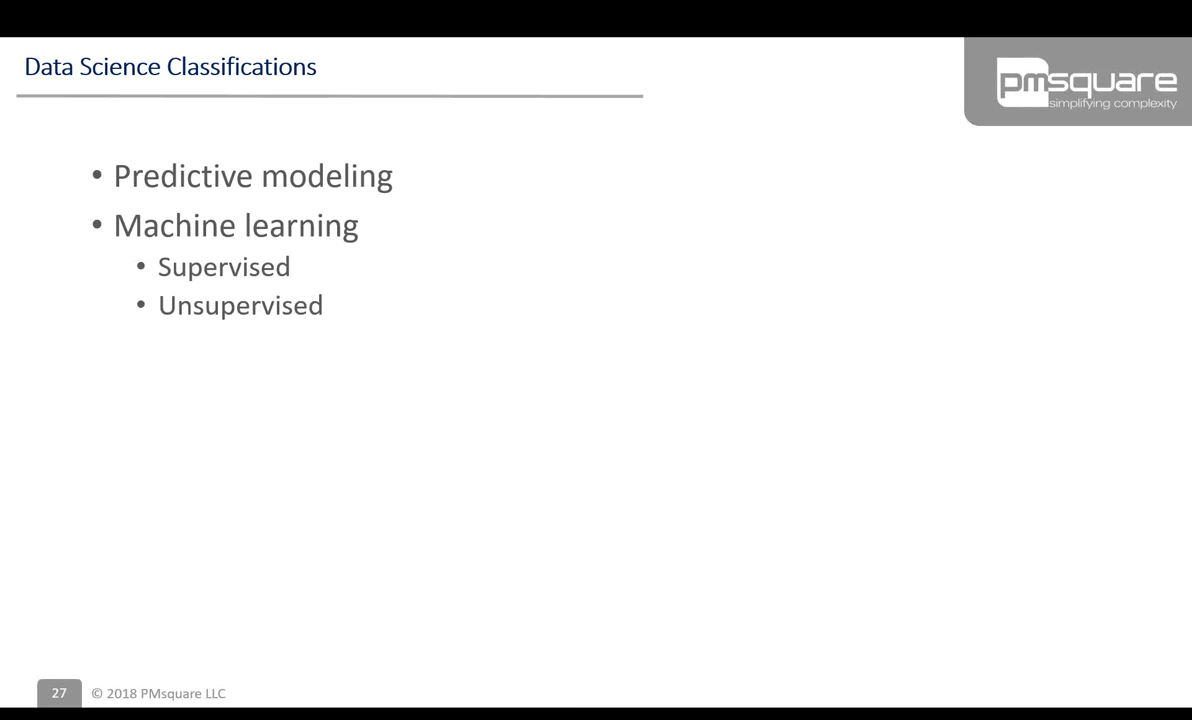 Data Science Classifications
pmsquare
simplifying complexity
• Predictive modeling
• Machine learning
• Supervised
• Unsupervised
27
© 2018 PMsquare LLC